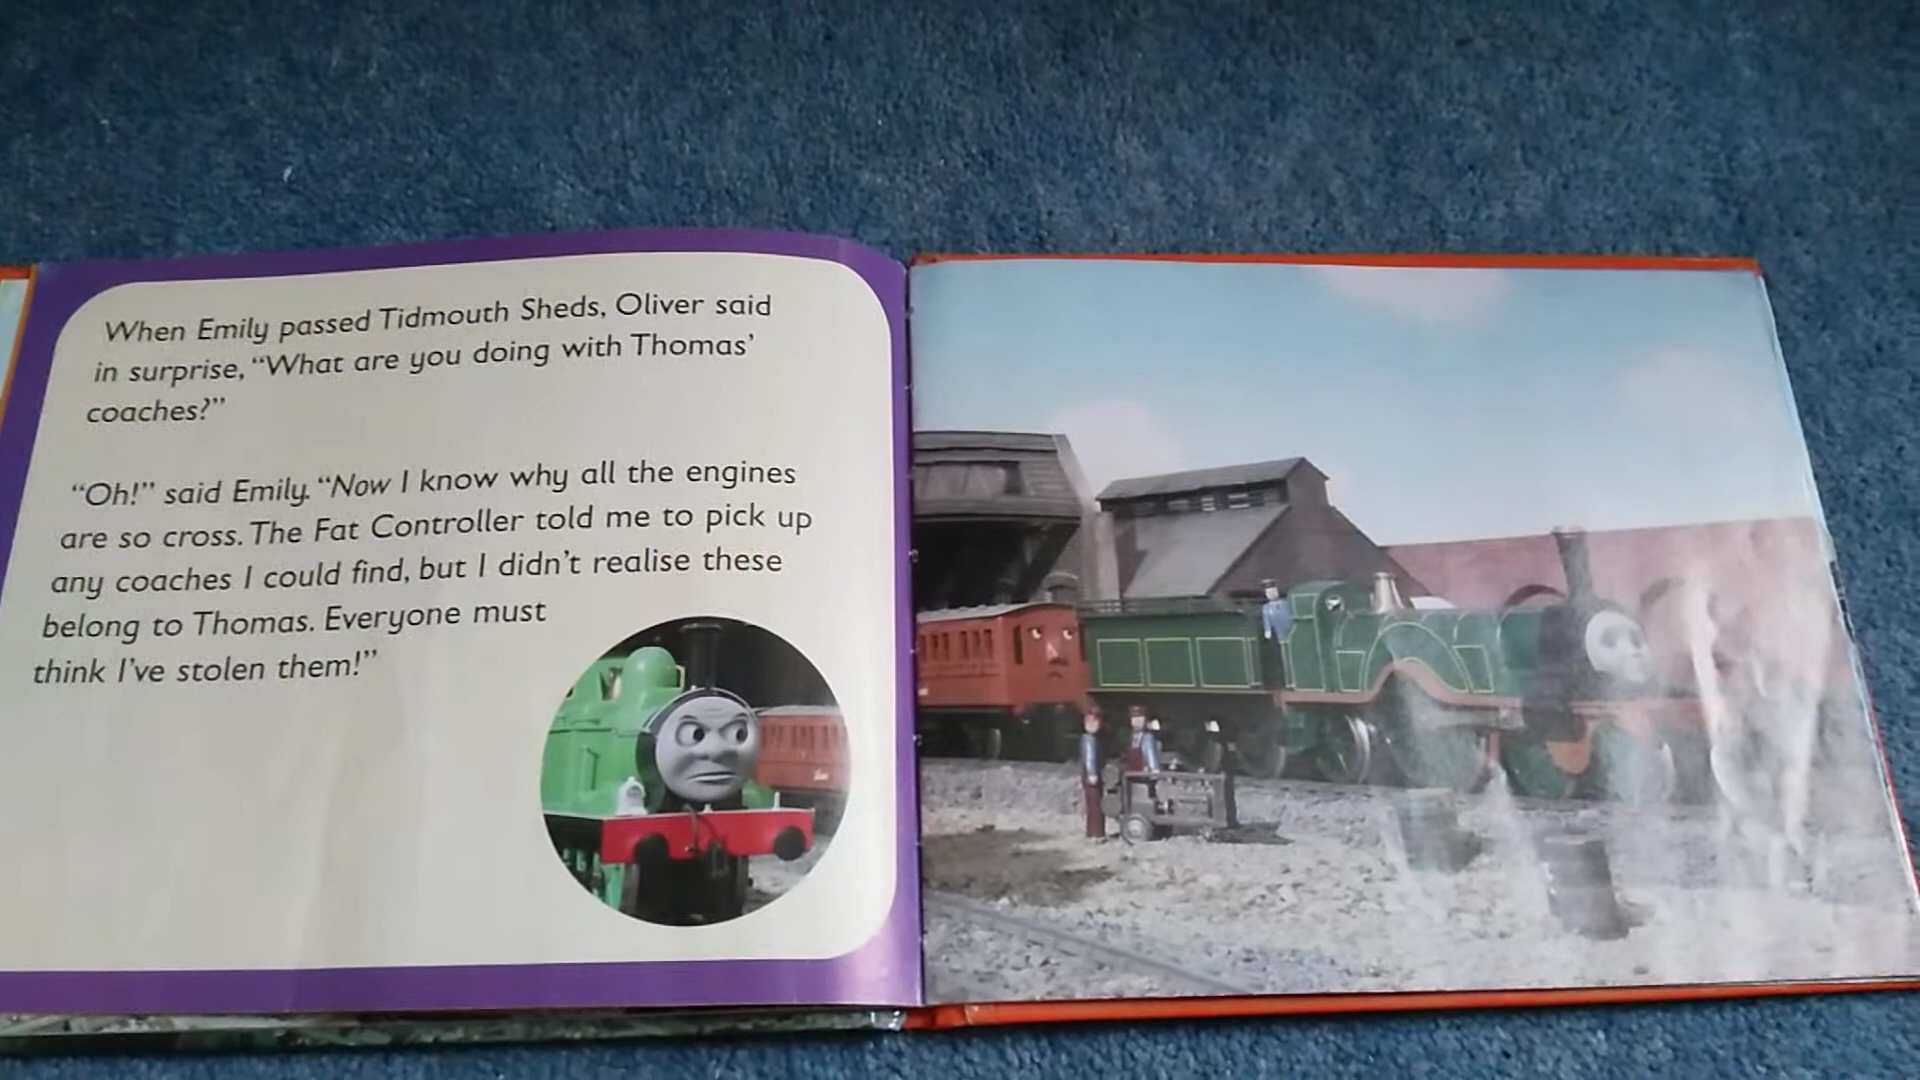 When Emily passed Tidmouth Sheds, Oliver said
in surprise, “What are you doing with Thomas’
coaches?”
“Oh!” said Emily. “Now I know why all the engines
are so cross. The Fat Controller told me to pick up
any coaches I could find, but I didn’t realise these
belong to Thomas. Everyone must
think I’ve stolen them!”